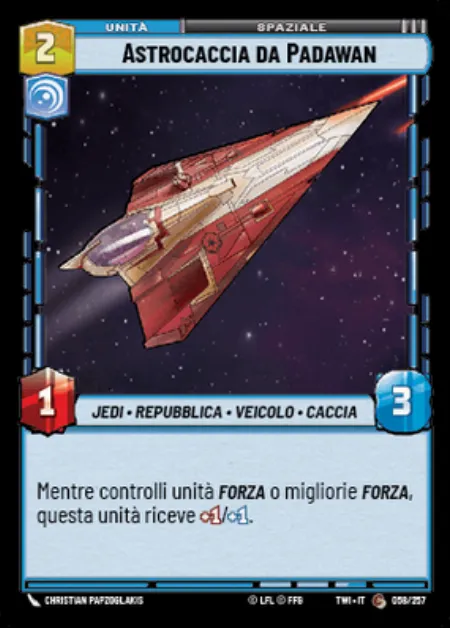 UNITÀ
SPAZIALE
2
ASTROCACCIA DA PADAWAN
1
JEDI • REPUBBLICA • VEICOLO • CACCIA
3
Mentre controlli unità FORZA o migliorie FORZA,
questa unità riceve +1/+1.
CHRISTIAN PAPZOGLAKIS
© LFL © FFG
TWI • IT
C
058/257